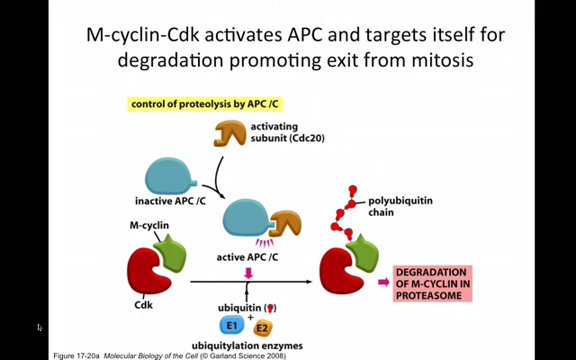 M-cyclin-Cdk activates APC and targets itself for
degradation promoting exit from mitosis
control of proteolysis by APC/C
activating
subunit (Cdc20)
inactive APC/C
M-cyclin
polyubiquitin
chain
active APC/C
DEGRADATION
OF M-CYCLIN IN
PROTEASOME
Cdk
ubiquitin ( )
+
E1 E2
ubiquitylation enzymes
Figure 17-20a Molecular Biology of the Cell (© Garland Science 2008)